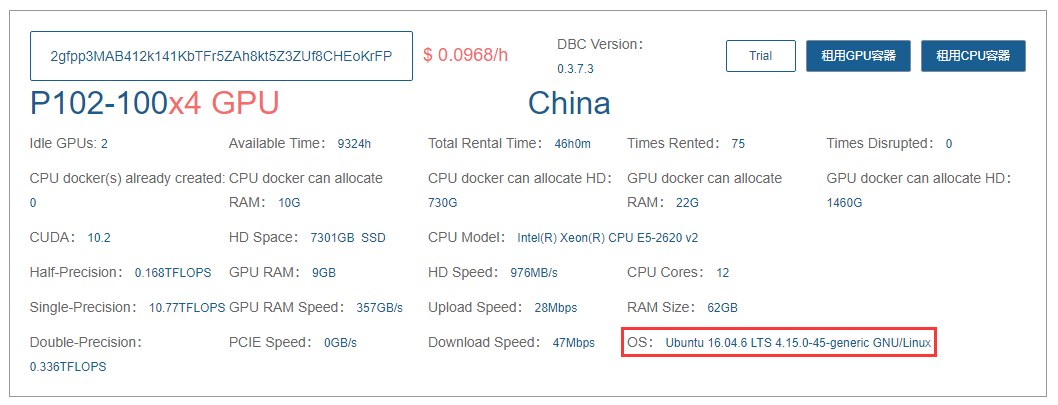 2gfpp3MAB412k141KbTFr5ZAh8kt5Z3ZUf8CHEoKrFP $ 0.0968/h DBC Version： Trial 租用GPU容器 租用CPU容器
0.3.7.3
P102-100x4 GPU China
Idle GPUs: 2 Available Time： 9324h Total Rental Time： 46h0m Times Rented： 75 Times Disrupted： 0
CPU docker(s) already created: CPU docker can allocate CPU docker can allocate HD： GPU docker can allocate GPU docker can allocate HD：
0 RAM： 10G 730G RAM： 22G 1460G
CUDA： 10.2 HD Space： 7301GB SSD CPU Model： Intel(R) Xeon(R) CPU E5-2620 v2
Half-Precision： 0.168TFLOPS GPU RAM： 9GB HD Speed： 976MB/s CPU Cores： 12
Single-Precision： 10.77TFLOPS GPU RAM Speed： 357GB/s Upload Speed： 28Mbps RAM Size： 62GB
Double-Precision： PCIE Speed： 0GB/s Download Speed： 47Mbps OS： Ubuntu 16.04.6 LTS 4.15.0-45-generic GNU/Linux
0.336TFLOPS